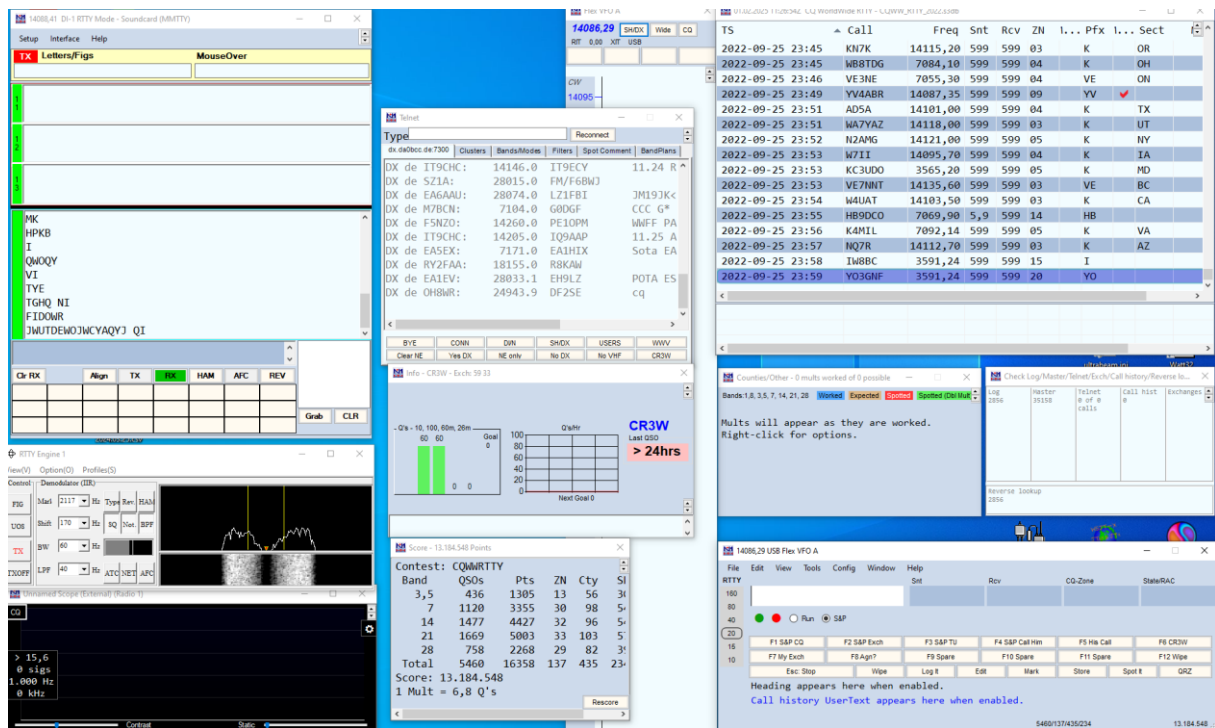 14088,41 DI-1 RTTY Mode - Soundcard (MMTTY)
Setup Interface Help
TX Letters/Figs MouseOver
MK
HPKB
I
QWOQY
VI
TYE
TGHQ NI
FIDOWR
JWUTDEWOJWCYAQYJ QI
Clr RX Align TX RX HAM AFC REV
Grab CLR
RTTY Engine 1
View(V) Option(O) Profiles(S)
Control Demodulator (IIR)
FIG Mark 2117 Hz Type Rev. HAM
UOS Shift 170 Hz SQ Not. BPF
TX BW 60 Hz
TXOFF LPF 40 Hz ATC NET AFC
Unnamed Scope (External) (Radio 1)
CQ
> 15,6
0 sigs
1.000 Hz
0 kHz
Contrast Static
Flex VFO A
14086,29 SH/DX Wide CQ
RIT 0,00 XIT USB
CW
14095
Telnet
Type Reconnect
dx.da0bcc.de:7300 Clusters Bands/Modes Filters Spot Comment BandPlans
DX de IT9CHC: 14146.0 IT9ECY 11.24 R
DX de SZ1A: 28015.0 FM/F6BWJ
DX de EA6AAU: 28074.0 LZ1FBI JM19JK<
DX de M7BCN: 7104.0 G0DGF CCC G*
DX de F5NZO: 14260.0 PE1OPM WWFF PA
DX de IT9CHC: 14205.0 IQ9AAP 11.25 A
DX de EA5EX: 7171.0 EA1HIX Sota EA
DX de RY2FAA: 18155.0 R8KAW
DX de EA1EV: 28033.1 EH9LZ POTA ES
DX de OH8WR: 24943.9 DF2SE cq
BYE CONN D\N SH/DX USERS WWV
Clear NE Yes DX NE only No DX No VHF CR3W
Info - CR3W - Exch: 59 33
Q's - 10, 100, 60m, 26m
60 60 0 0
Goal
0
Q's/Hr
100
80
60
40
20
0
Next Goal 0
CR3W
Last QSO
> 24hrs
Score - 13.184.548 Points
Contest: CQWWRTTY
Band QSOs Pts ZN Cty
3,5 436 1305 13 56
7 1120 3355 30 98
14 1477 4427 32 96
21 1669 5003 33 103
28 758 2268 29 82
Total 5460 16358 137 435
Score: 13.184.548
1 Mult = 6,8 Q's
Rescore
01.02.2025 11:26:54Z CQ WorldWide RTTY - CQWW_RTTY_2022.s3db
TS Call Freq Snt Rcv ZN 1... Pfx 1... Sect
2022-09-25 23:45 KN7K 14115,20 599 599 03 K OR
2022-09-25 23:45 WB8TDG 7084,10 599 599 04 K OH
2022-09-25 23:46 VE3NE 7055,30 599 599 04 VE ON
2022-09-25 23:49 YV4ABR 14087,35 599 599 09 YV
2022-09-25 23:51 AD5A 14101,00 599 599 04 K TX
2022-09-25 23:51 WA7YAZ 14118,00 599 599 03 K UT
2022-09-25 23:52 N2AMG 14121,00 599 599 05 K NY
2022-09-25 23:53 W7II 14095,70 599 599 04 K IA
2022-09-25 23:53 KC3UDO 3565,20 599 599 05 K MD
2022-09-25 23:53 VE7NNT 14135,60 599 599 03 VE BC
2022-09-25 23:54 W4UAT 14103,50 599 599 03 K CA
2022-09-25 23:55 HB9DCO 7069,90 5,9 599 14 HB
2022-09-25 23:56 K4MIL 7092,14 599 599 05 K VA
2022-09-25 23:57 NQ7R 14112,70 599 599 03 K AZ
2022-09-25 23:58 IW8BC 3591,24 599 599 15 I
2022-09-25 23:59 YO3GNF 3591,24 599 599 20 YO
Counties/Other - 0 mults worked of 0 possible
Bands:1,8, 3,5, 7, 14, 21, 28 Worked Expected Spotted Spotted (Dbl Mult
Mults will appear as they are worked.
Right-click for options.
Check Log/Master/Telnet/Exch/Call history/Reverse lo...
Log Master Telnet Call hist Exchanges
2856 35158 0 of 0 0
calls
Reverse lookup
2856
14086,29 USB Flex VFO A
File Edit View Tools Config Window Help
RTTY Snt Rcv CQ-Zone State/RAC
160
80
40
20
15
10
Run S&P
F1 S&P CQ F2 S&P Exch F3 S&P TU F4 S&P Call Him F5 His Call F6 CR3W
F7 My Exch F8 Agn? F9 Spare F10 Spare F11 Spare F12 Wipe
Esc: Stop Wipe Log It Edit Mark Store Spot It QRZ
Heading appears here when enabled.
Call history UserText appears here when enabled.
5460/137/435/234 13.184.548